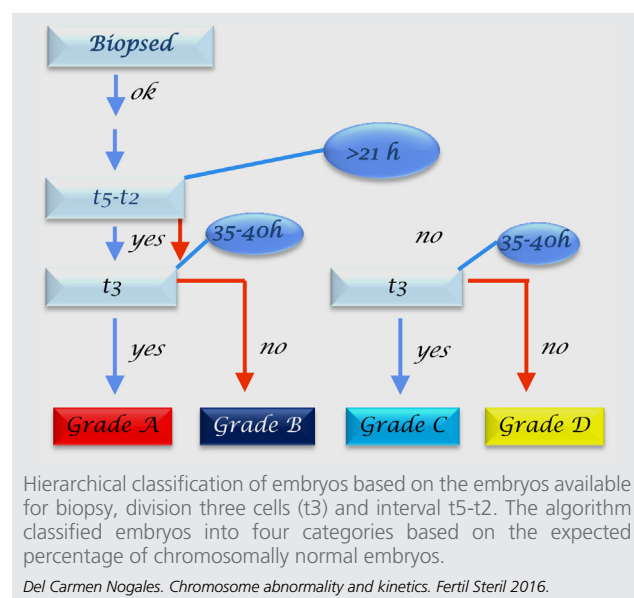 Biopsed
ok
>21 h
t5-t2
yes
35-40h
no
35-40h
t3
t3
yes
no
yes
no
Grade A
Grade B
Grade C
Grade D
Hierarchical classification of embryos based on the embryos available
for biopsy, division three cells (t3) and interval t5-t2. The algorithm
classified embryos into four categories based on the expected
percentage of chromosomally normal embryos.
Del Carmen Nogales. Chromosome abnormality and kinetics. Fertil Steril 2016.